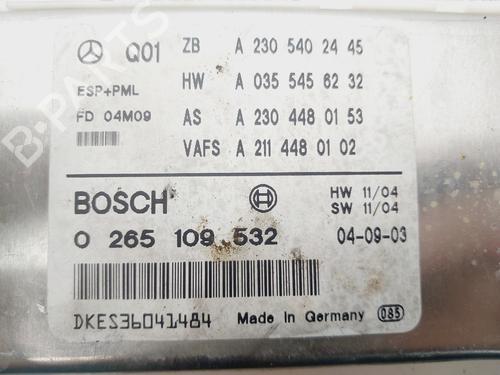 Q01 ZB A 230 540 24 45
ESP+PML HW A 035 545 62 32
FD 04M09 AS A 230 448 01 53
VAFS A 211 448 01 02
BOSCH HW 11/04
SW 11/04
0 265 109 532 04-09-03
DKES36041484 Made in Germany 085
B-PARTS